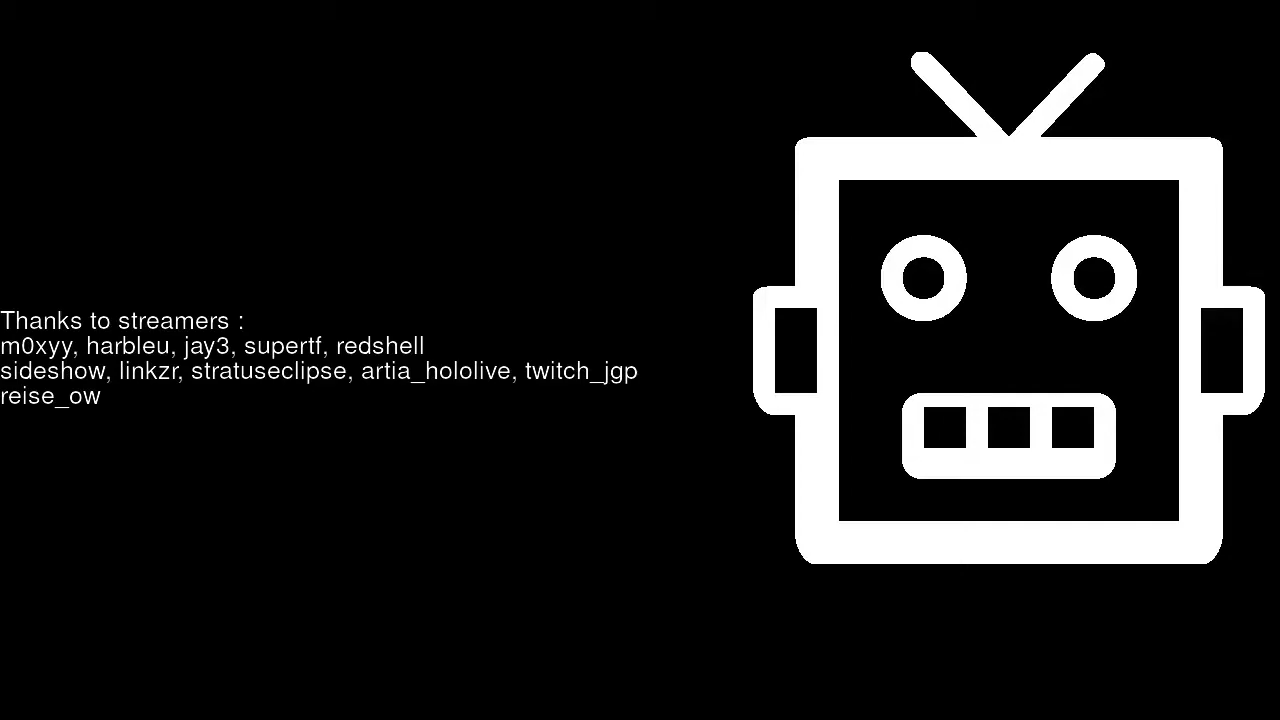 Thanks to streamers :
m0xyy, harbleu, jay3, supertf, redshell
sideshow, linkzr, stratuseclipse, artia_hololive, twitch_jgp
reise_ow